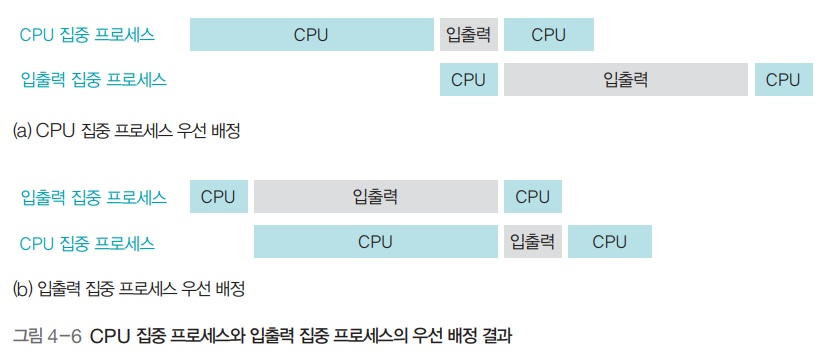 CPU 집중 프로세스 CPU 입출력 CPU
입출력 집중 프로세스 CPU 입출력 CPU
(a) CPU 집중 프로세스 우선 배정
입출력 집중 프로세스 CPU 입출력 CPU
CPU 집중 프로세스 CPU 입출력 CPU
(b) 입출력 집중 프로세스 우선 배정
그림 4-6 CPU 집중 프로세스와 입출력 집중 프로세스의 우선 배정 결과